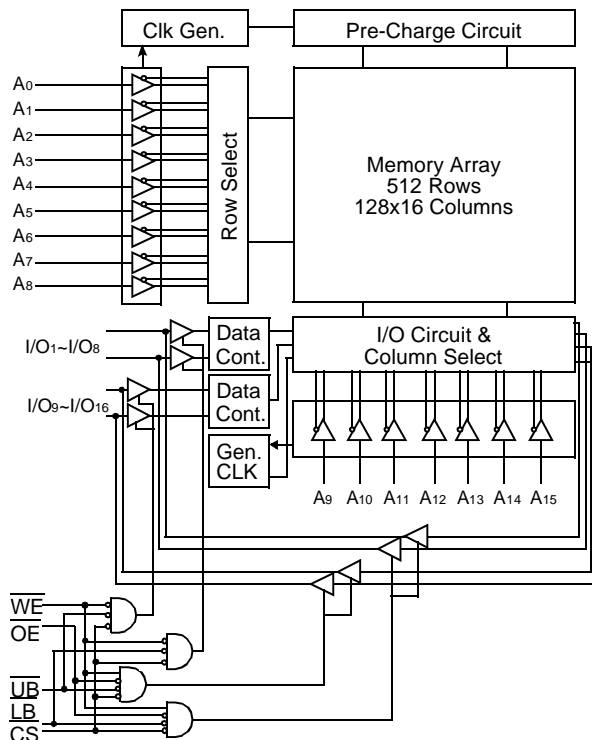 Clk Gen.
Pre-Charge Circuit
A0
A1
A2
A3
A4
A5
A6
A7
A8
Row Select
Memory Array
512 Rows
128x16 Columns
I/O1~I/O8
Data
Cont.
I/O Circuit &
Column Select
I/O9~I/O16
Data
Cont.
Gen.
CLK
A9 A10 A11 A12 A13 A14 A15
WE
OE
UB
LB
CS